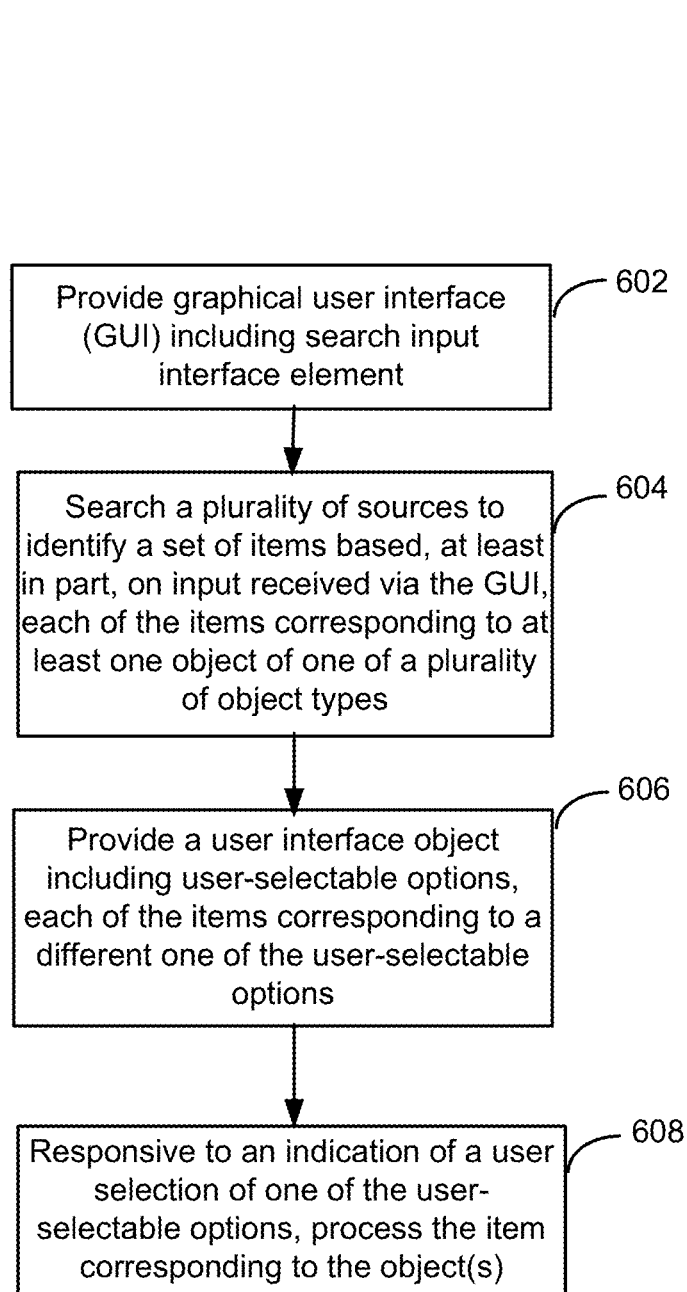 Provide graphical user interface
(GUI) including search input
interface element
602
Search a plurality of sources to
identify a set of items based, at least
in part, on input received via the GUI,
each of the items corresponding to at
least one object of one of a plurality
of object types
604
Provide a user interface object
including user-selectable options,
each of the items corresponding to a
different one of the user-selectable
options
606
Responsive to an indication of a user
selection of one of the user-
selectable options, process the item
corresponding to the object(s)
608